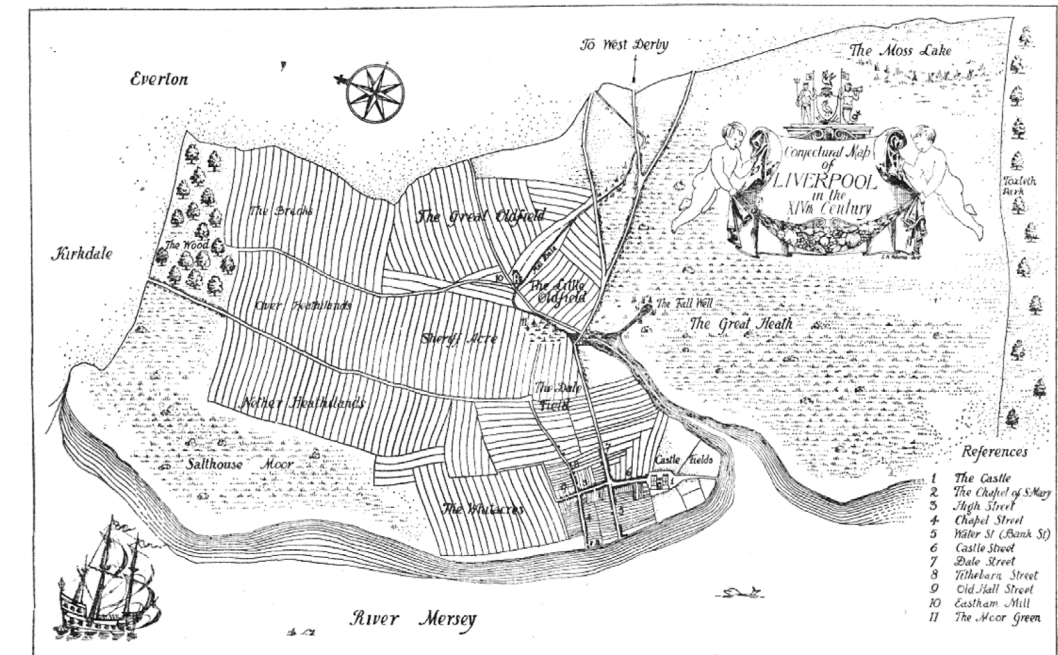 To West Derby
The Moss Lake
Everton
Conjectural Map
of
LIVERPOOL
in the
XIVth Century
Toxteth
Park
The Breck
The Great Oldfield
The Wood
Kirkdale
10
The Little
Oldfield
Over Heathlands
The Fall Well
The Great Heath
Sheriff Acre
11
The Dale
Field
Nether Heathlands
Castle Fields
Salthouse Moor
The Whitacres
References
1 The Castle
2 The Chapel of S. Mary
3 High Street
4 Chapel Street
5 Water St (Bank St)
6 Castle Street
7 Dale Street
8 Tithebarn Street
9 Old Hall Street
10 Eastham Mill
11 The Moor Green
River Mersey